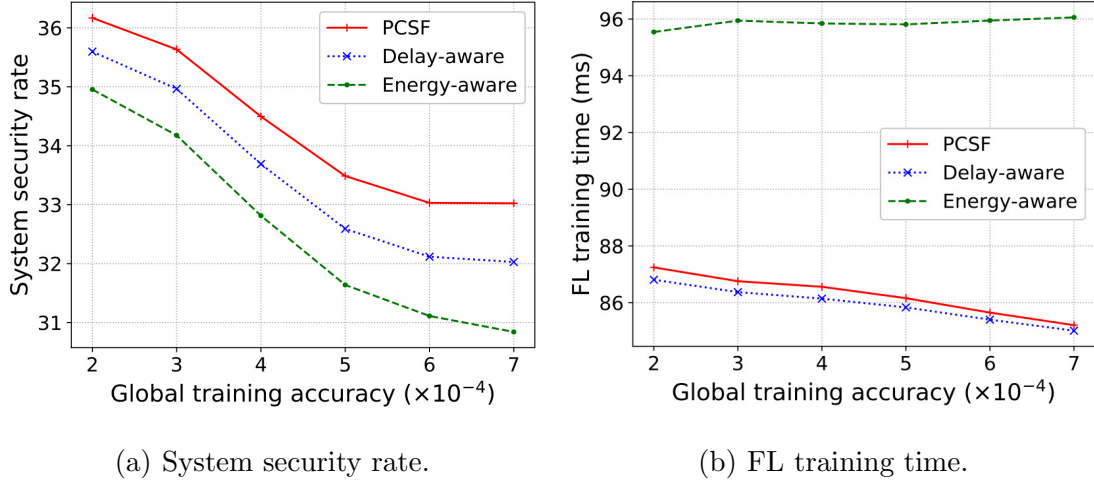 36
35
34
33
32
31
2 3 4 5 6 7
System security rate
Global training accuracy (×10⁻⁴)
PCSF
Delay-aware
Energy-aware
(a) System security rate.
96
94
92
90
88
86
2 3 4 5 6 7
FL training time (ms)
Global training accuracy (×10⁻⁴)
PCSF
Delay-aware
Energy-aware
(b) FL training time.